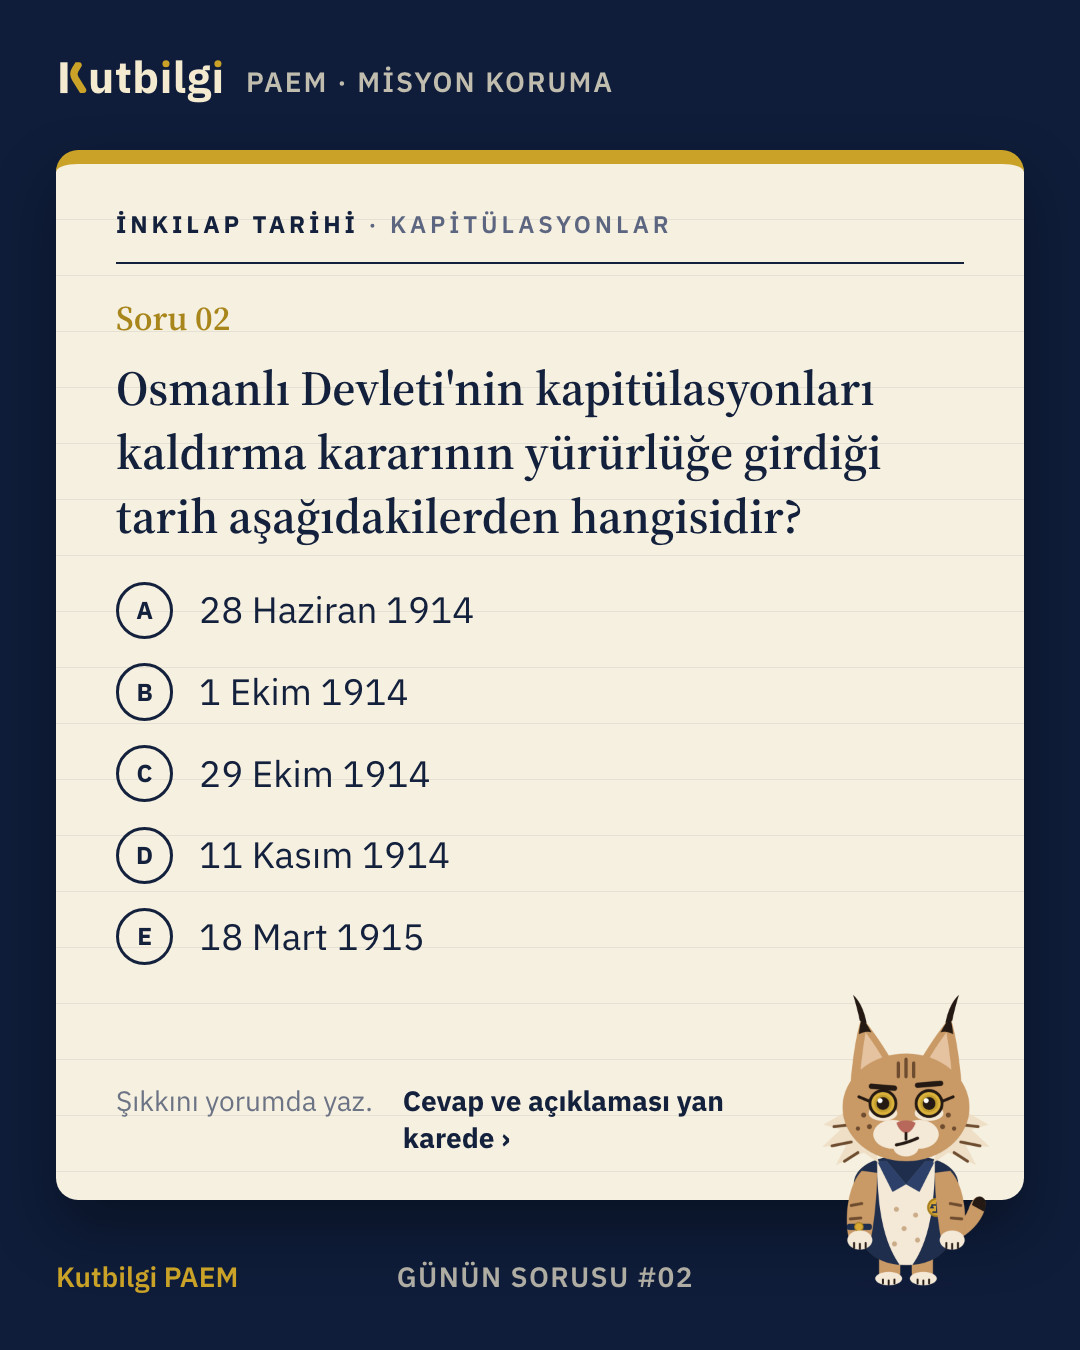 Kutbilgi PAEM · MİSYON KORUMA
İNKILAP TARİHİ · KAPİTÜLASYONLAR
Soru 02
Osmanlı Devleti'nin kapitülasyonları
kaldırma kararının yürürlüğe girdiği
tarih aşağıdakilerden hangisidir?
A 28 Haziran 1914
B 1 Ekim 1914
C 29 Ekim 1914
D 11 Kasım 1914
E 18 Mart 1915
Şıkkını yorumda yaz. Cevap ve açıklaması yan
karede ›
Kutbilgi PAEM GÜNÜN SORUSU #02